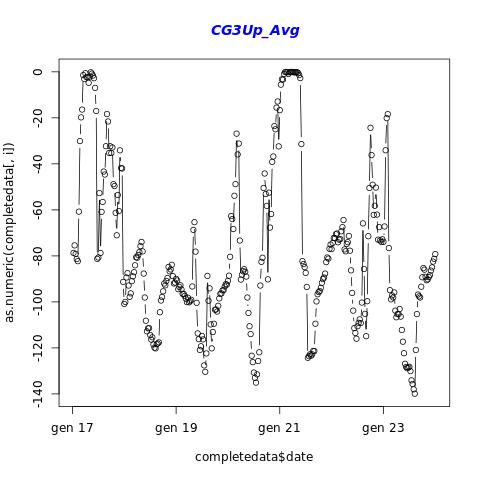 CG3Up_Avg
as.numeric(completedata[, i])
0
-20
-40
-60
-80
-100
-120
-140
gen 17 gen 19 gen 21 gen 23
completedata$date